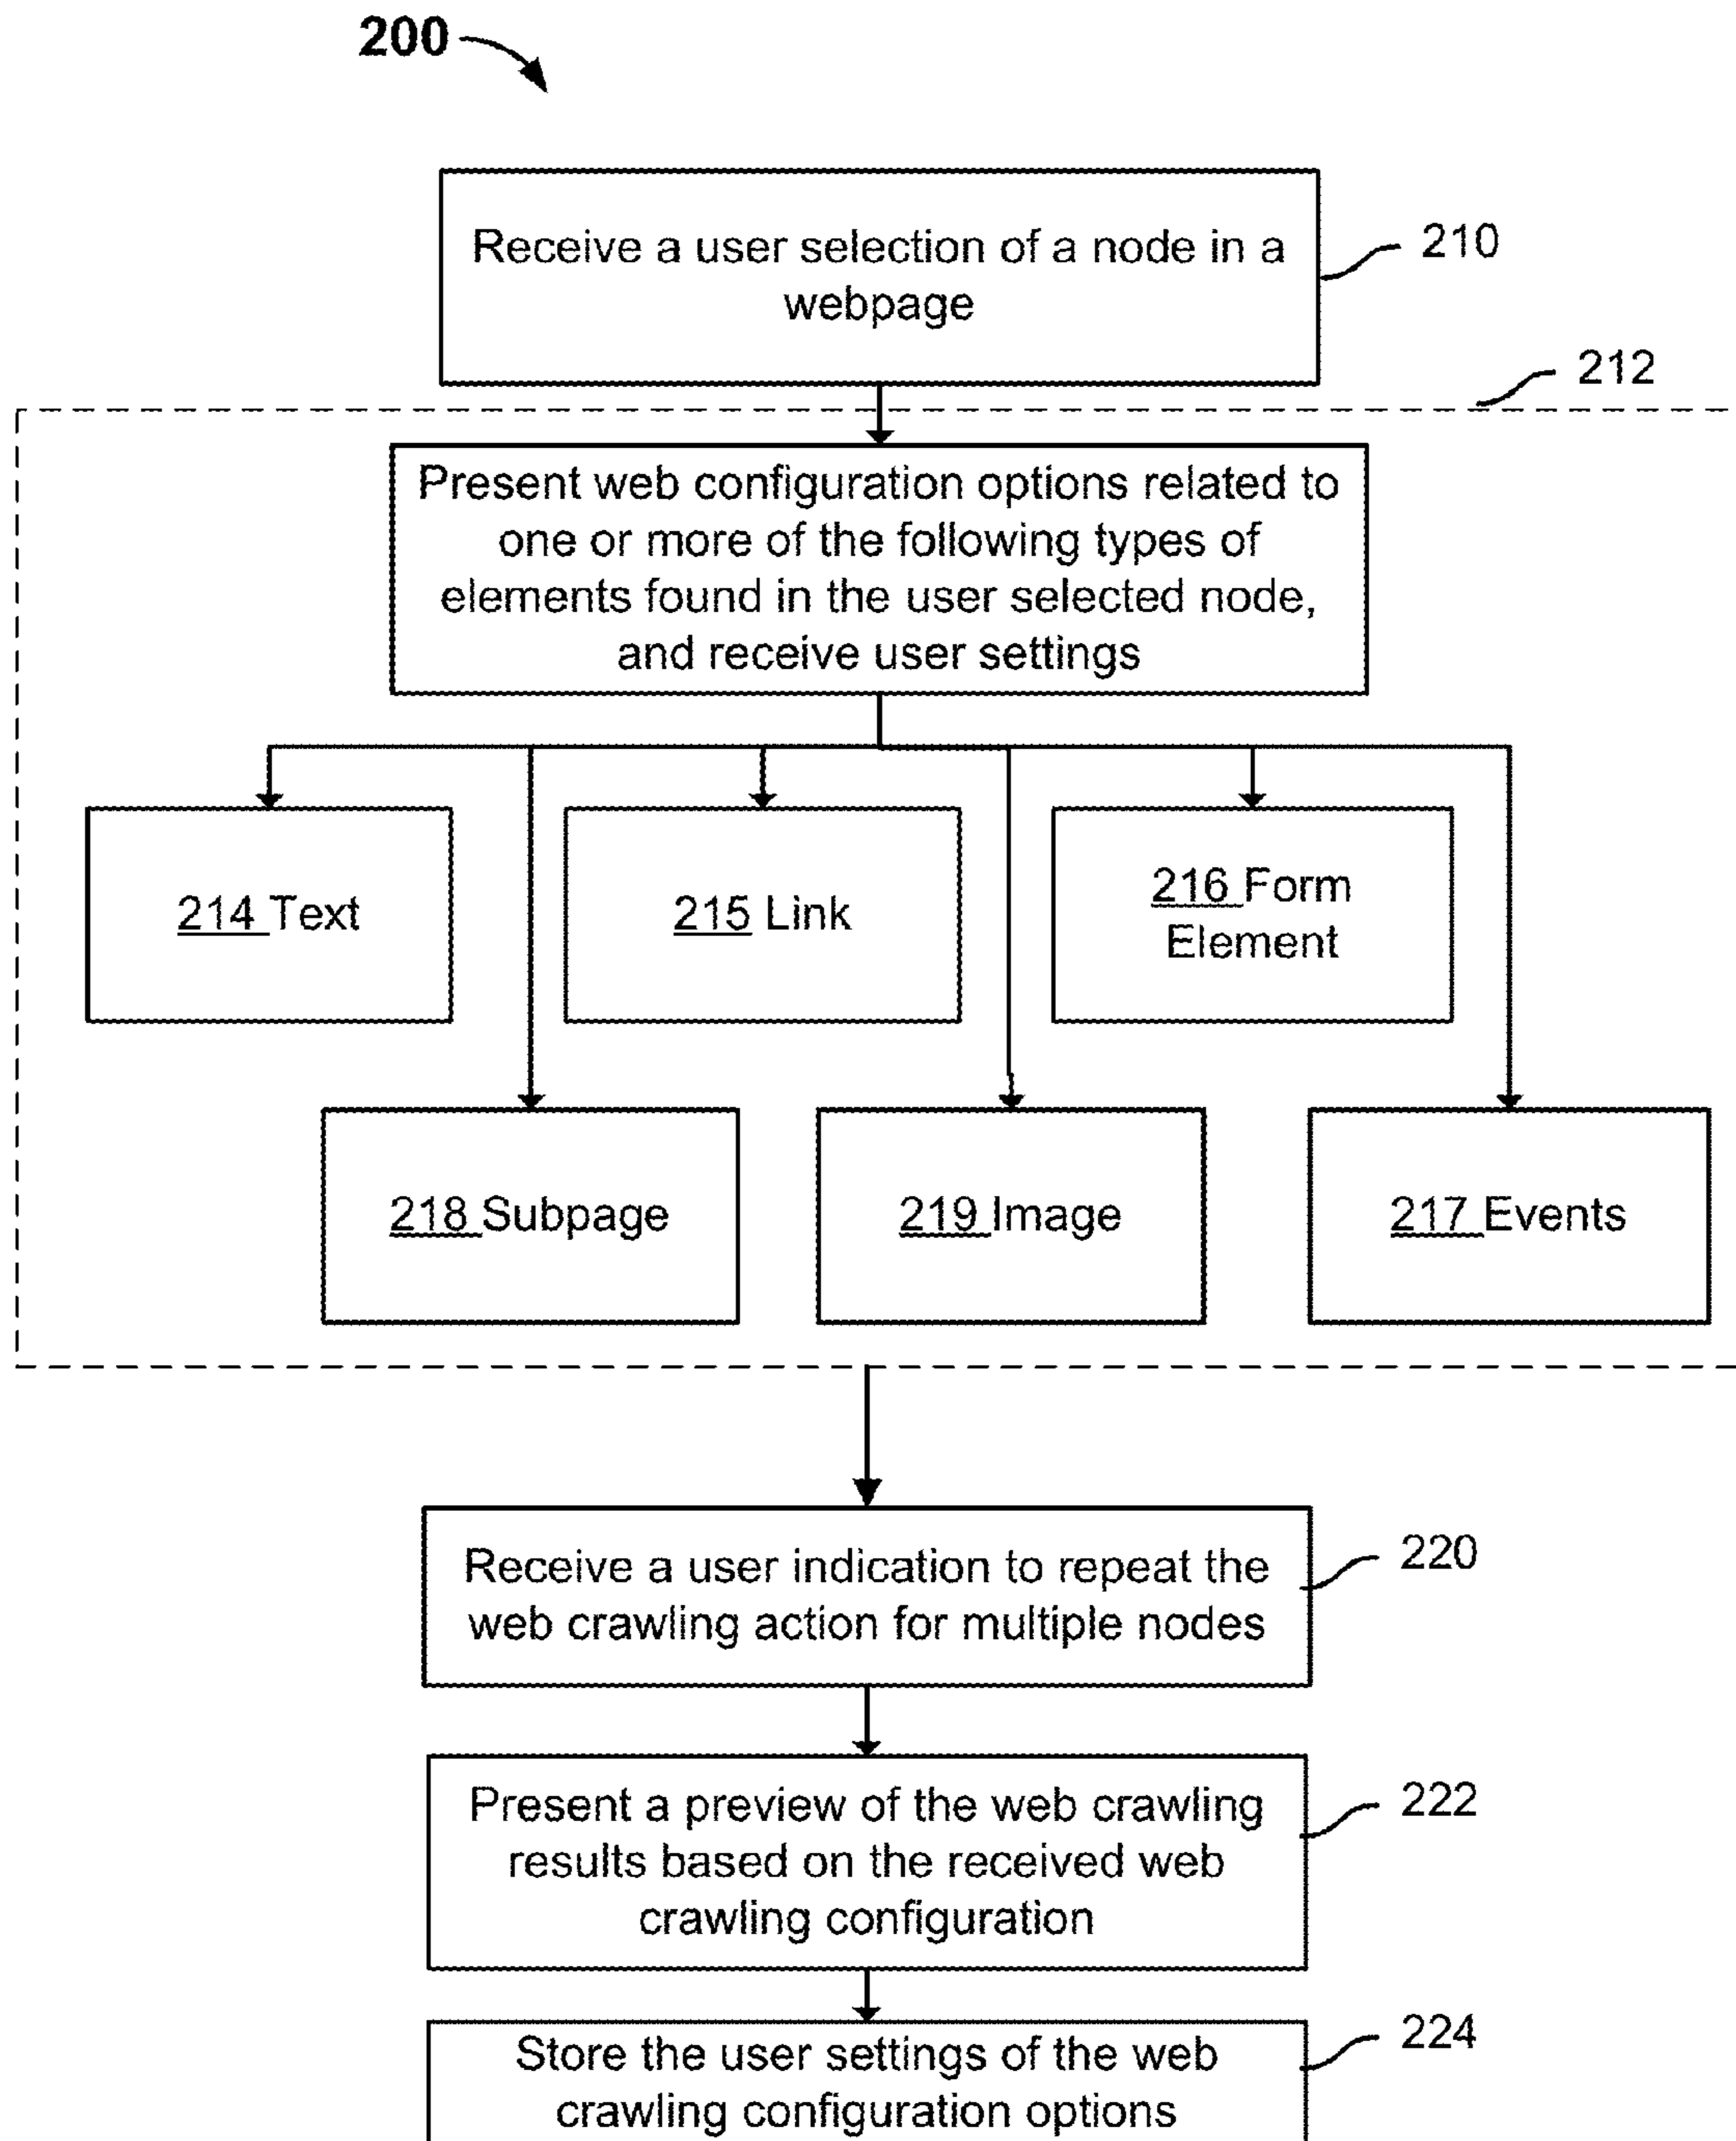 200
Receive a user selection of a node in a
webpage
210
212
Present web configuration options related to
one or more of the following types of
elements found in the user selected node,
and receive user settings
214 Text
215 Link
216 Form
Element
218 Subpage
219 Image
217 Events
Receive a user indication to repeat the
web crawling action for multiple nodes
220
Present a preview of the web crawling
results based on the received web
crawling configuration
222
Store the user settings of the web
crawling configuration options
224